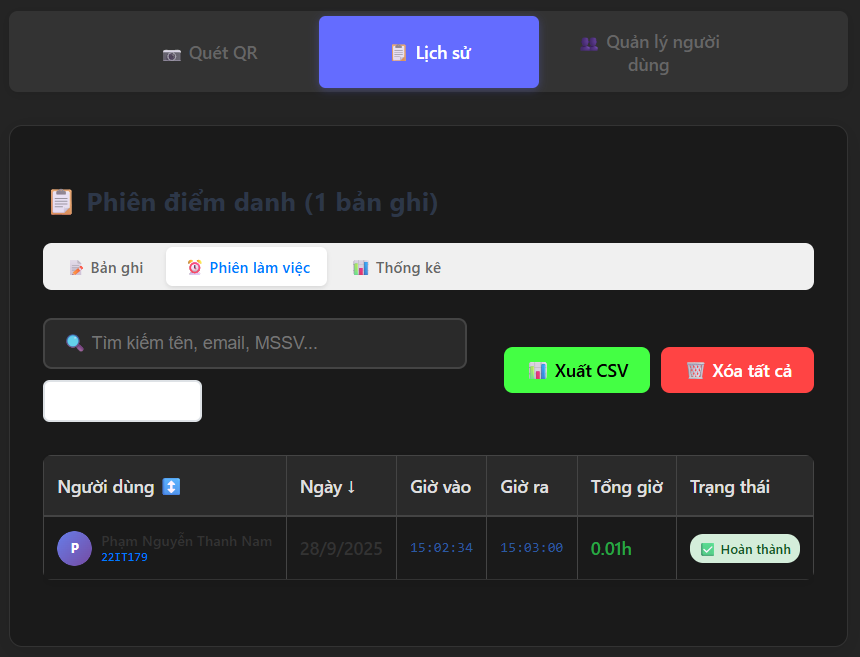 Quét QR
Lịch sử
Quản lý người
dùng
Phiên điểm danh (1 bản ghi)
Bản ghi
Phiên làm việc
Thống kê
Tìm kiếm tên, email, MSSV...
Xuất CSV
Xóa tất cả
Người dùng
Ngày ↓
Giờ vào
Giờ ra
Tổng giờ
Trạng thái
P
Phạm Nguyễn Thanh Nam
22IT179
28/9/2025
15:02:34
15:03:00
0.01h
Hoàn thành